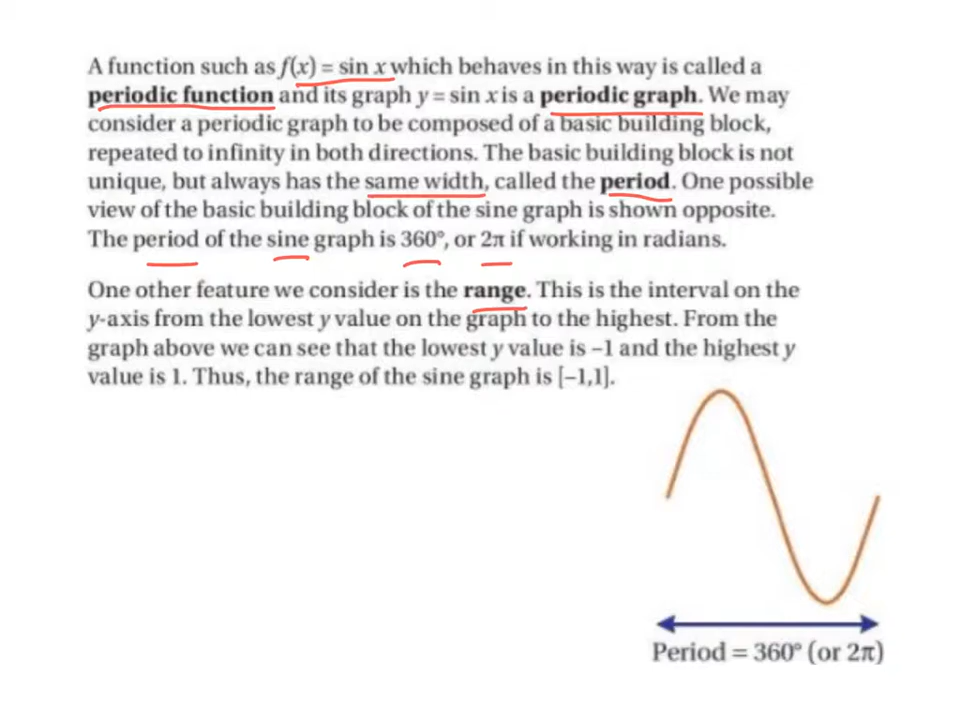 A function such as f(x) = sin x which behaves in this way is called a
periodic function and its graph y = sin x is a periodic graph. We may
consider a periodic graph to be composed of a basic building block,
repeated to infinity in both directions. The basic building block is not
unique, but always has the same width, called the period. One possible
view of the basic building block of the sine graph is shown opposite.
The period of the sine graph is 360°, or 2π if working in radians.
One other feature we consider is the range. This is the interval on the
y-axis from the lowest y value on the graph to the highest. From the
graph above we can see that the lowest y value is –1 and the highest y
value is 1. Thus, the range of the sine graph is [–1,1].
Period = 360° (or 2π)